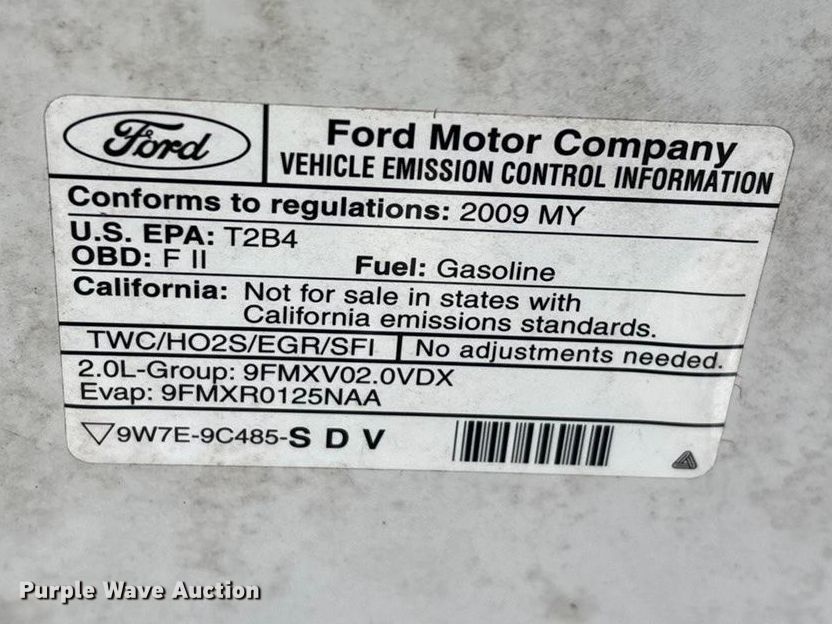 Ford
Ford Motor Company
VEHICLE EMISSION CONTROL INFORMATION
Conforms to regulations: 2009 MY
U.S. EPA: T2B4
OBD: F II Fuel: Gasoline
California: Not for sale in states with
California emissions standards.
TWC/HO2S/EGR/SFI No adjustments needed.
2.0L-Group: 9FMXV02.0VDX
Evap: 9FMXR0125NAA
9W7E-9C485-S D V
Purple Wave Auction